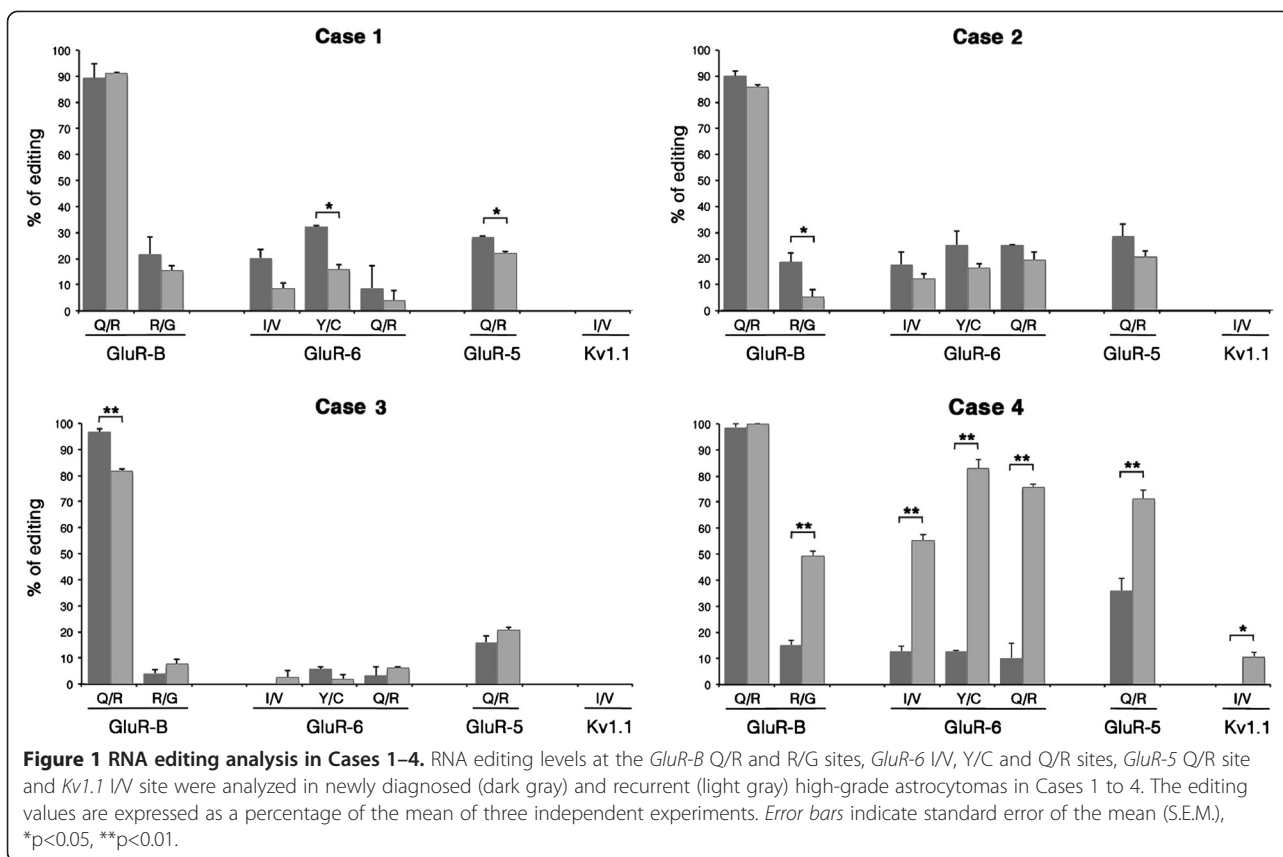 Case 1
% of editing
100
90
80
70
60
50
40
30
20
10
0
*
*
Q/R R/G I/V Y/C Q/R Q/R I/V
GluR-B GluR-6 GluR-5 Kv1.1
Case 2
% of editing
100
90
80
70
60
50
40
30
20
10
0
*
Q/R R/G I/V Y/C Q/R Q/R I/V
GluR-B GluR-6 GluR-5 Kv1.1
Case 3
% of editing
100
90
80
70
60
50
40
30
20
10
0
**
Q/R R/G I/V Y/C Q/R Q/R I/V
GluR-B GluR-6 GluR-5 Kv1.1
Case 4
% of editing
100
90
80
70
60
50
40
30
20
10
0
**
**
**
**
**
*
Q/R R/G I/V Y/C Q/R Q/R I/V
GluR-B GluR-6 GluR-5 Kv1.1
Figure 1 RNA editing analysis in Cases 1–4. RNA editing levels at the GluR-B Q/R and R/G sites, GluR-6 I/V, Y/C and Q/R sites, GluR-5 Q/R site
and Kv1.1 I/V site were analyzed in newly diagnosed (dark gray) and recurrent (light gray) high-grade astrocytomas in Cases 1 to 4. The editing
values are expressed as a percentage of the mean of three independent experiments. Error bars indicate standard error of the mean (S.E.M.),
*p<0.05, **p<0.01.